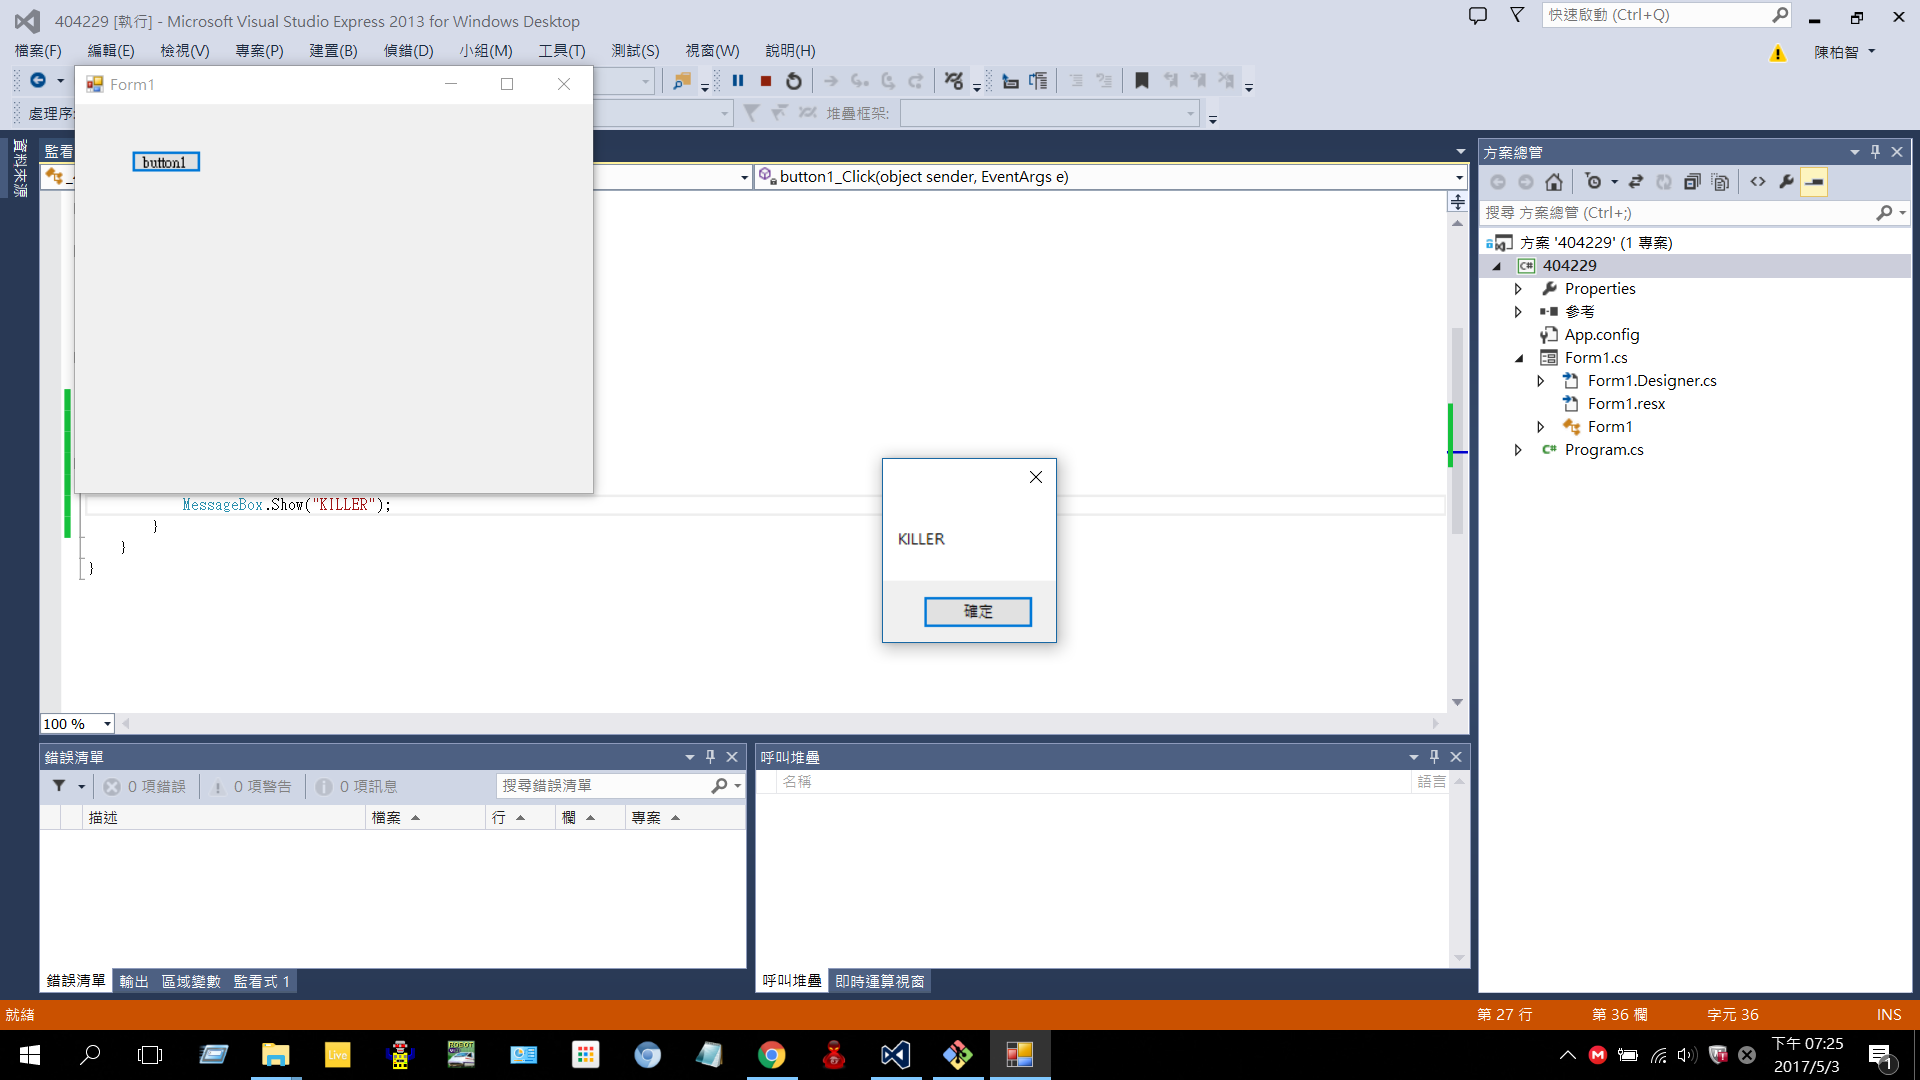 404229 [執行] - Microsoft Visual Studio Express 2013 for Windows Desktop
快速啟動 (Ctrl+Q)
檔案(F) 編輯(E) 檢視(V) 專案(P) 建置(B) 偵錯(D) 小組(M) 工具(T) 測試(S) 視窗(W) 說明(H)
陳柏智
Form1
處理序:
堆疊框架:
button1
資料來源
監看
button1_Click(object sender, EventArgs e)
方案總管
搜尋 方案總管 (Ctrl+;)
方案 '404229' (1 專案)
C# 404229
Properties
參考
App.config
Form1.cs
Form1.Designer.cs
Form1.resx
Form1
C# Program.cs
MessageBox.Show("KILLER");
}
}
}
KILLER
確定
100 %
錯誤清單
0 項錯誤 0 項警告 0 項訊息
搜尋錯誤清單
描述 檔案 行 欄 專案
呼叫堆疊
名稱 語言
錯誤清單 輸出 區域變數 監看式 1
呼叫堆疊 即時運算視窗
就緒
第 27 行 第 36 欄 字元 36 INS
Live
ROBOT
下午 07:25
2017/5/3
1